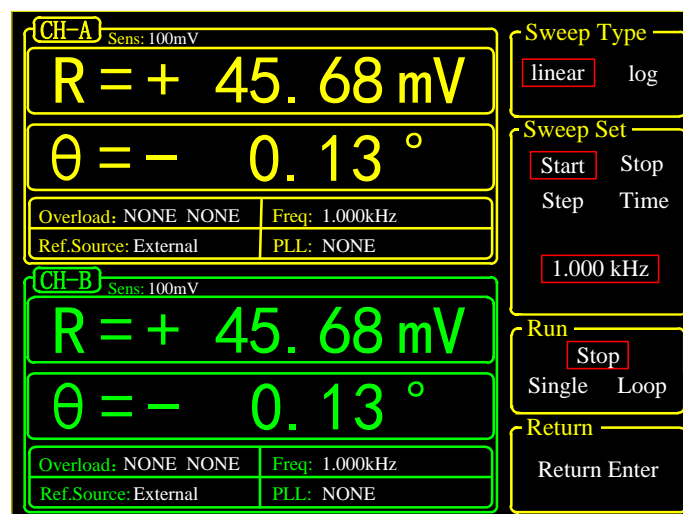 CH-A Sens: 100mV
R = + 45.68 mV
θ = - 0.13 °
Overload: NONE NONE Freq: 1.000kHz
Ref.Source: External PLL: NONE
CH-B Sens: 100mV
R = + 45.68 mV
θ = - 0.13 °
Overload: NONE NONE Freq: 1.000kHz
Ref.Source: External PLL: NONE
Sweep Type
linear log
Sweep Set
Start Stop
Step Time
1.000 kHz
Run
Stop
Single Loop
Return
Return Enter